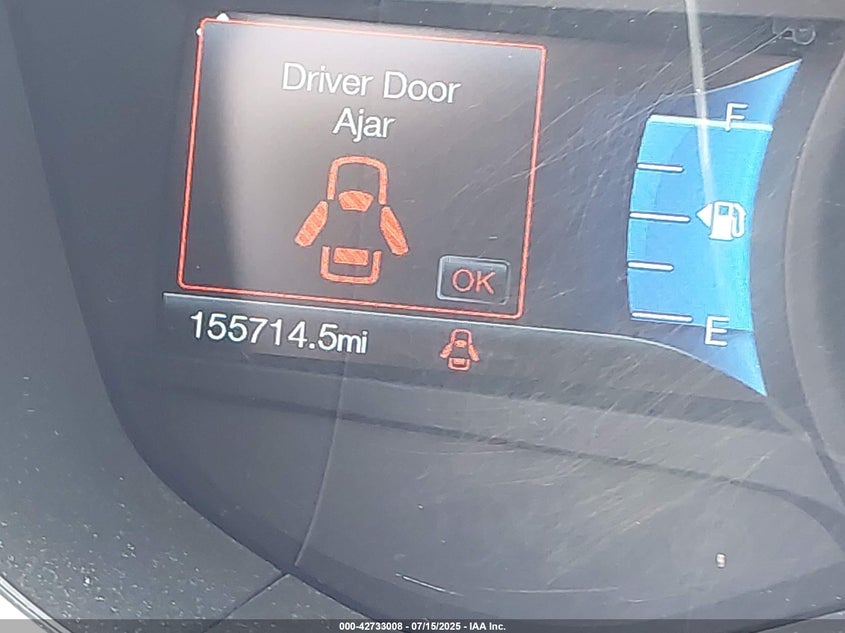 Driver Door
Ajar
OK
155714.5mi
F
E
000-42733008 - 07/15/2025 - IAA Inc.